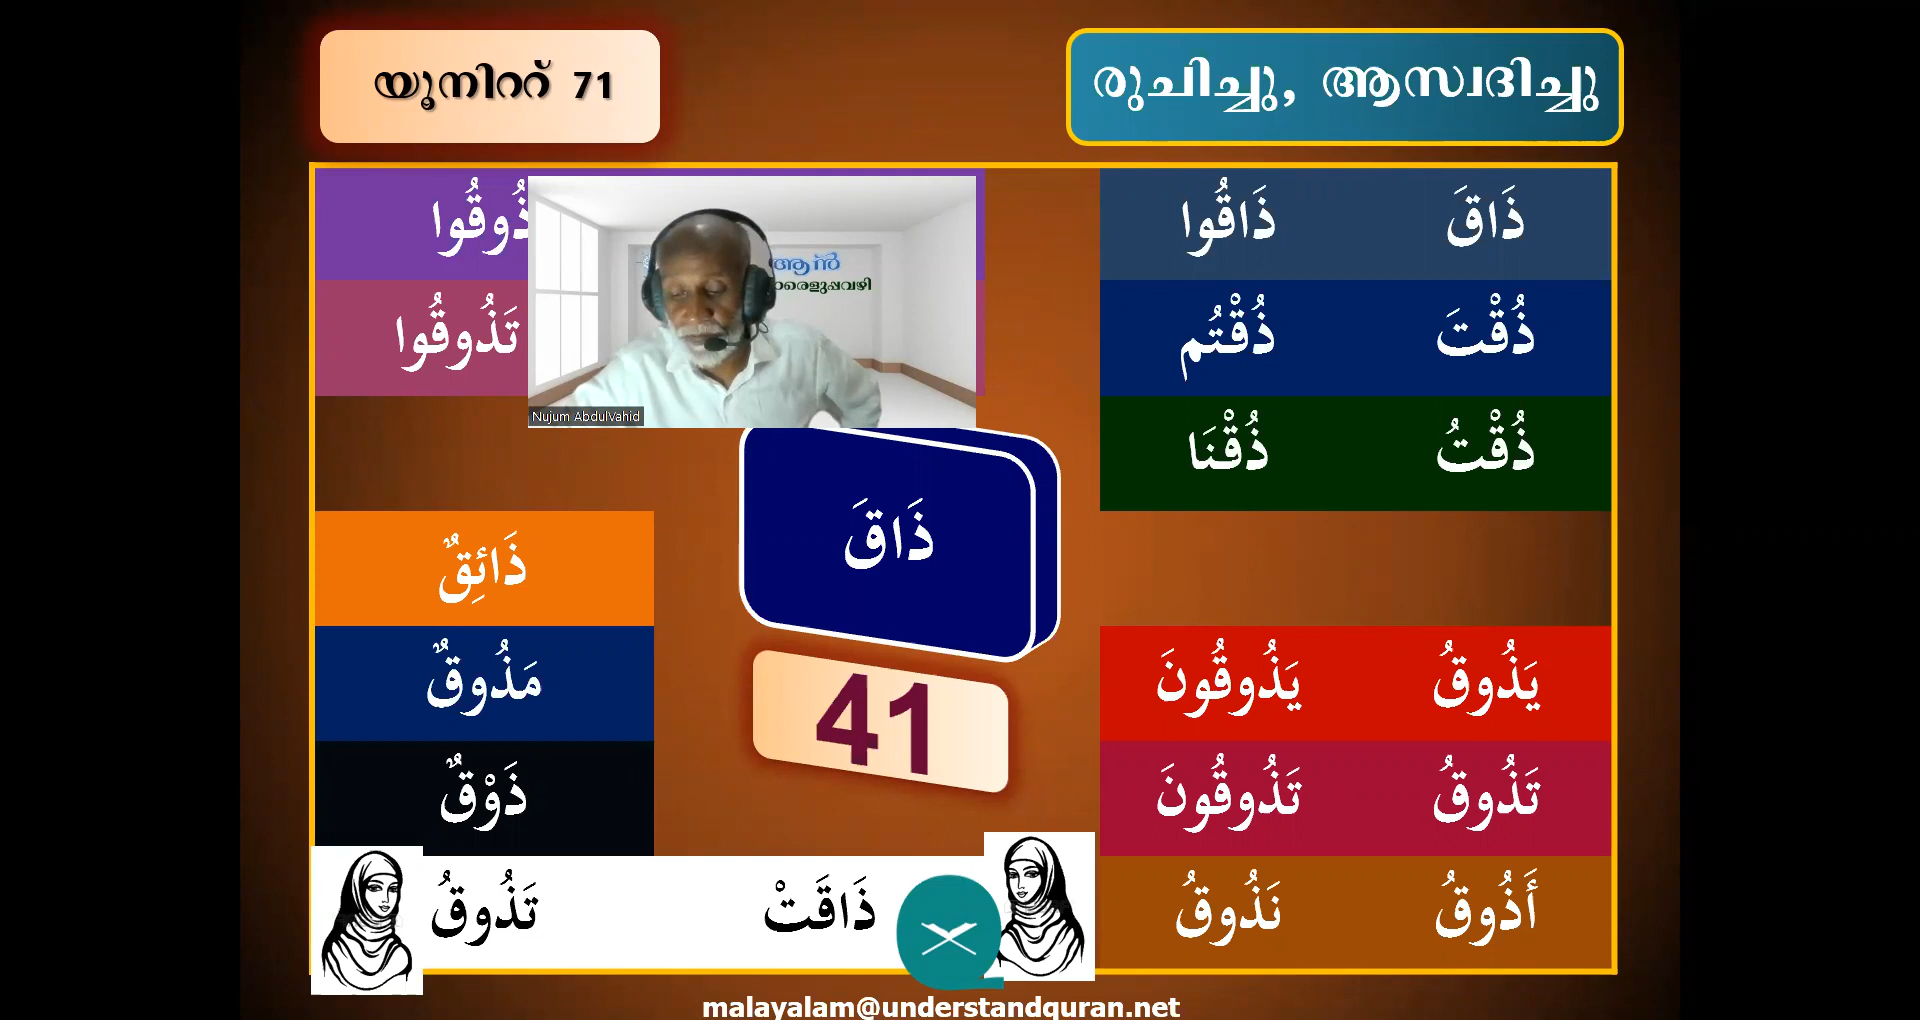 യൂനിററ് 71
രുചിച്ചു, ആസ്വദിച്ചു
ذَاقَ ذَاقُوا
ذُقْتَ ذُقْتُم
ذُقْتُ ذُقْنَا
يَذُوقُ يَذُوقُونَ
تَذُوقُ تَذُوقُونَ
أَذُوقُ نَذُوقُ
ذُوقُوا
تَذُوقُوا
ആൻ
Nujum AbdulVahid
ذَاقَ
41
ذَائِقٌ
مَذُوقٌ
ذَوْقٌ
ذَاقَتْ تَذُوقُ
malayalam@understandquran.net